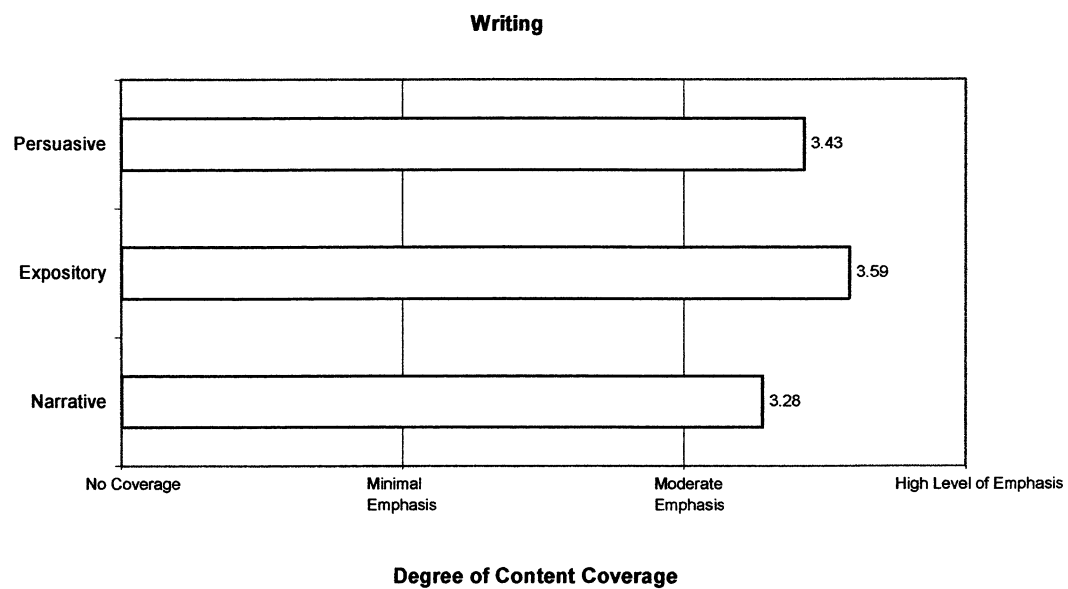 Writing
Persuasive
3.43
Expository
3.59
Narrative
3.28
No Coverage
Minimal
Emphasis
Moderate
Emphasis
High Level of Emphasis
Degree of Content Coverage